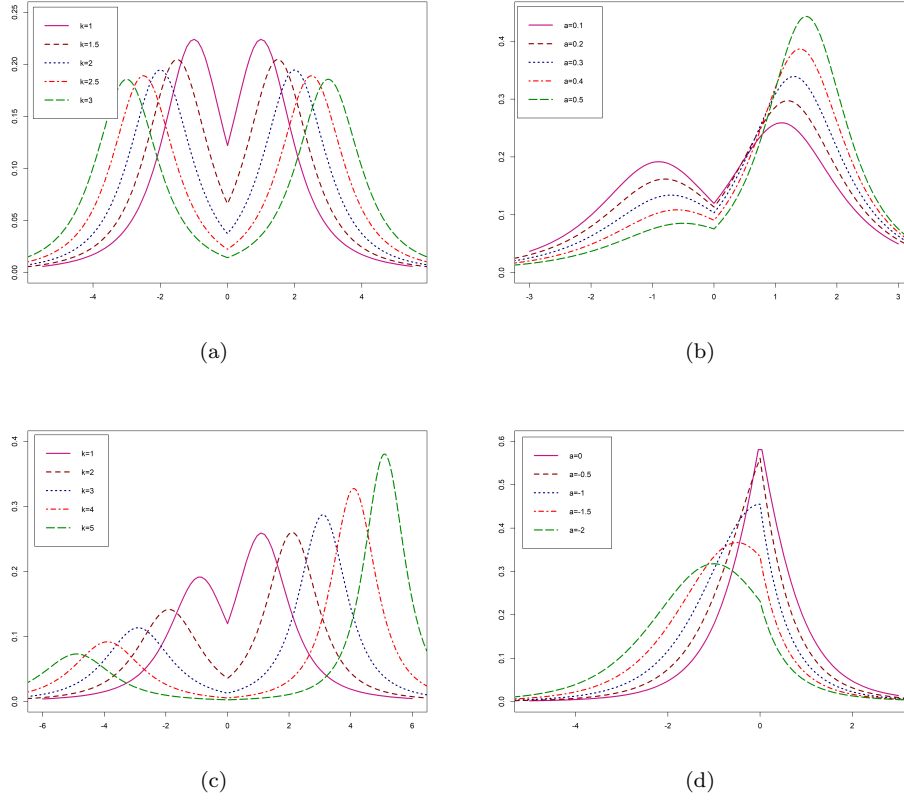 0.25
0.20
0.15
0.10
0.05
0.00
k=1
k=1.5
k=2
k=2.5
k=3
-4 -2 0 2 4
(a)
0.4
0.3
0.2
0.1
0.0
a=0.1
a=0.2
a=0.3
a=0.4
a=0.5
-3 -2 -1 0 1 2 3
(b)
0.4
0.3
0.2
0.1
0.0
k=1
k=2
k=3
k=4
k=5
-6 -4 -2 0 2 4 6
(c)
0.6
0.5
0.4
0.3
0.2
0.1
0.0
a=0
a=-0.5
a=-1
a=-1.5
a=-2
-4 -2 0 2
(d)